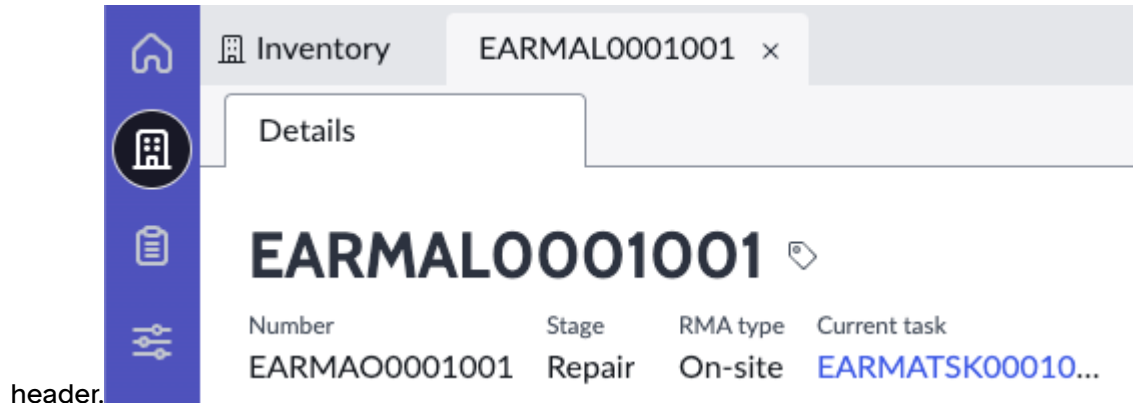 Inventory EARMAL0001001 ×
Details
EARMAL0001001
Number Stage RMA type Current task
EARMAO0001001 Repair On-site EARMATSK00010...
header.